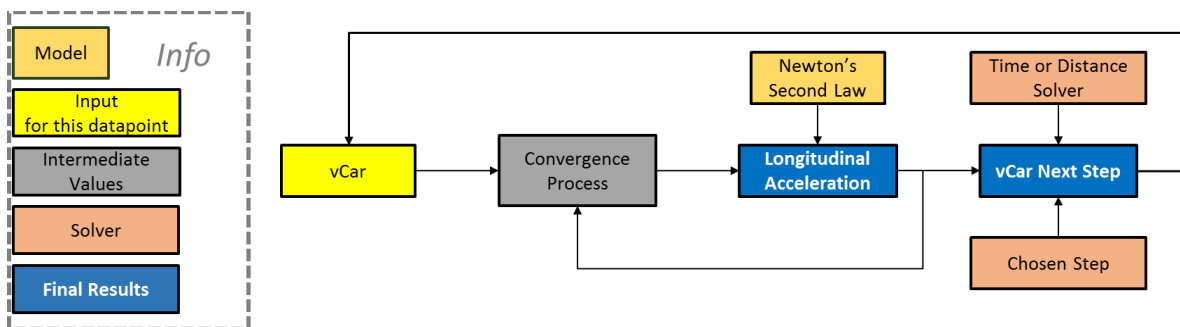 Info
Model
Input
for this datapoint
Intermediate
Values
Solver
Final Results
Newton's
Second Law
Time or Distance
Solver
vCar
Convergence
Process
Longitudinal
Acceleration
vCar Next Step
Chosen Step